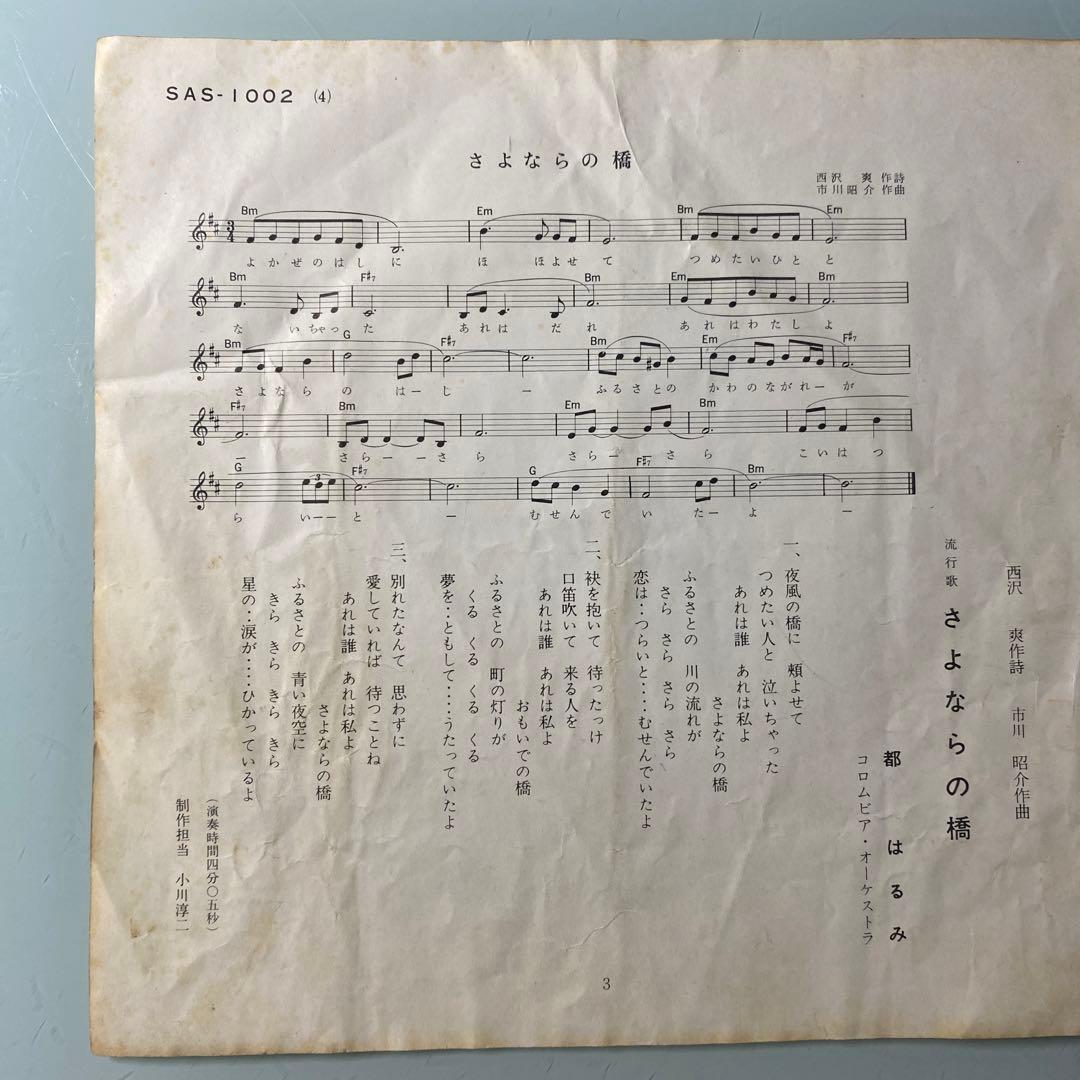 SAS-1002 (4)
さよならの橋
西沢 爽 作詩
市川昭介 作曲
Bm Em Bm Em
3/4
よかぜのはしに ほ ほよせ て つめたいひと と
Bm F#7 Bm Em Bm
な いちゃっ た あれは だ れ あれはわたし よ
Bm G F#7 Bm Em F#7
さよなら の はーし ー ふるさとの かわのながれーが
F#7 Bm Em Bm
ー さらーーさ ら さらーーさ ら こいは つ
G F#7 G F#7 Bm
3
ら いーーと ー むせんで い たー よ ー
西沢 爽作詩 市川 昭介作曲
流行歌 さよならの橋
都 はるみ
コロムビア・オーケストラ
一、夜風の橋に 頬よせて
つめたい人と 泣いちゃった
あれは誰 あれは私よ
さよならの橋
ふるさとの 川の流れが
さら さら さら さら
恋は‥つらいと‥‥むせんでいたよ
二、袂を抱いて 待ったっけ
口笛吹いて 来る人を
あれは誰 あれは私よ
おもいでの橋
ふるさとの 町の灯りが
くる くる くる くる
夢を‥ともして‥‥うたっていたよ
三、別れたなんて 思わずに
愛していれば 待つことね
あれは誰 あれは私よ
さよならの橋
ふるさとの 青い夜空に
きら きら きら きら
星の‥涙が‥‥ひかっているよ
(演奏時間四分〇五秒)
制作担当 小川淳二
3